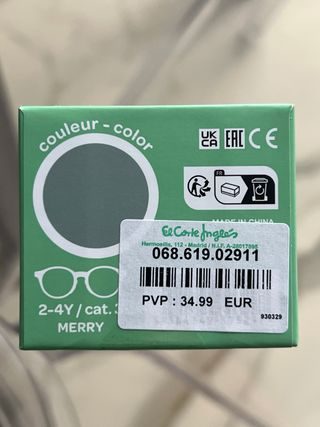 couleur - color
UK
CA
EAC
CE
FR
MADE IN CHINA
El Corte Inglés
Hermosilla, 112 - Madrid / N.I.F. A-28017895
068.619.02911
PVP : 34.99 EUR
930329
2-4Y / cat. 3
MERRY